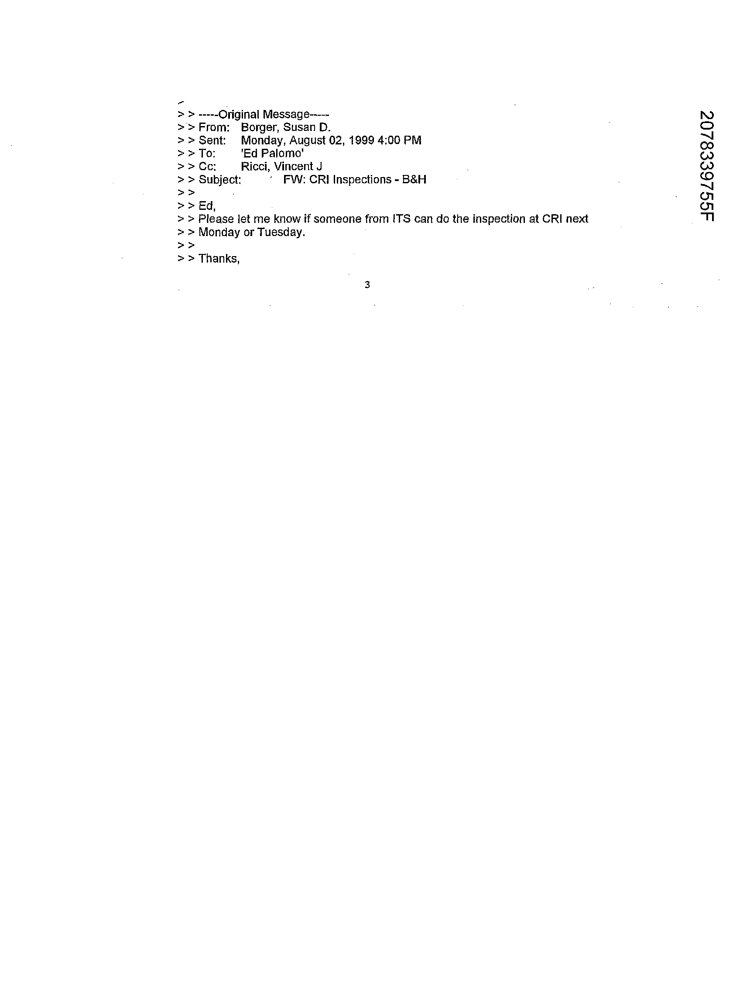 > > -----Original Message-----
> > From: Borger, Susan D.
> > Sent: Monday, August 02, 1999 4:00 PM
> > To: 'Ed Palomo'
> > Cc: Ricci, Vincent J
> > Subject: FW: CRI Inspections - B&H
> >
> > Ed,
> > Please let me know if someone from ITS can do the inspection at CRI next
> > Monday or Tuesday.
> >
> > Thanks,
3
2078339755F